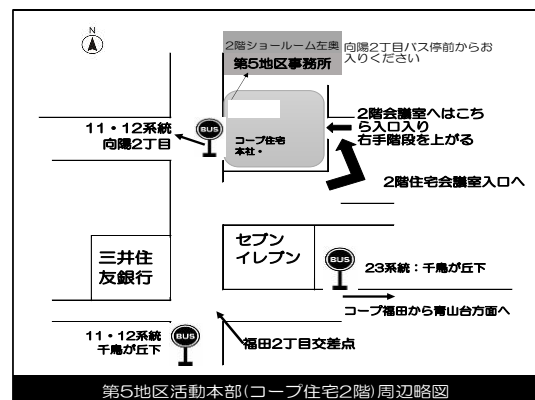 N
2階ショールーム左奥
第5地区事務所
向陽2丁目バス停前からお
入りください
11・12系統
向陽2丁目
BUS
コープ住宅
本社・
2階会議室へはこち
ら入口入り
右手階段を上がる
2階住宅会議室入口へ
三井住
友銀行
セブン
イレブン
BUS
23系統：千鳥が丘下
コープ福田から青山台方面へ
11・12系統
千鳥が丘下
BUS
福田2丁目交差点
第5地区活動本部(コープ住宅2階)周辺略図